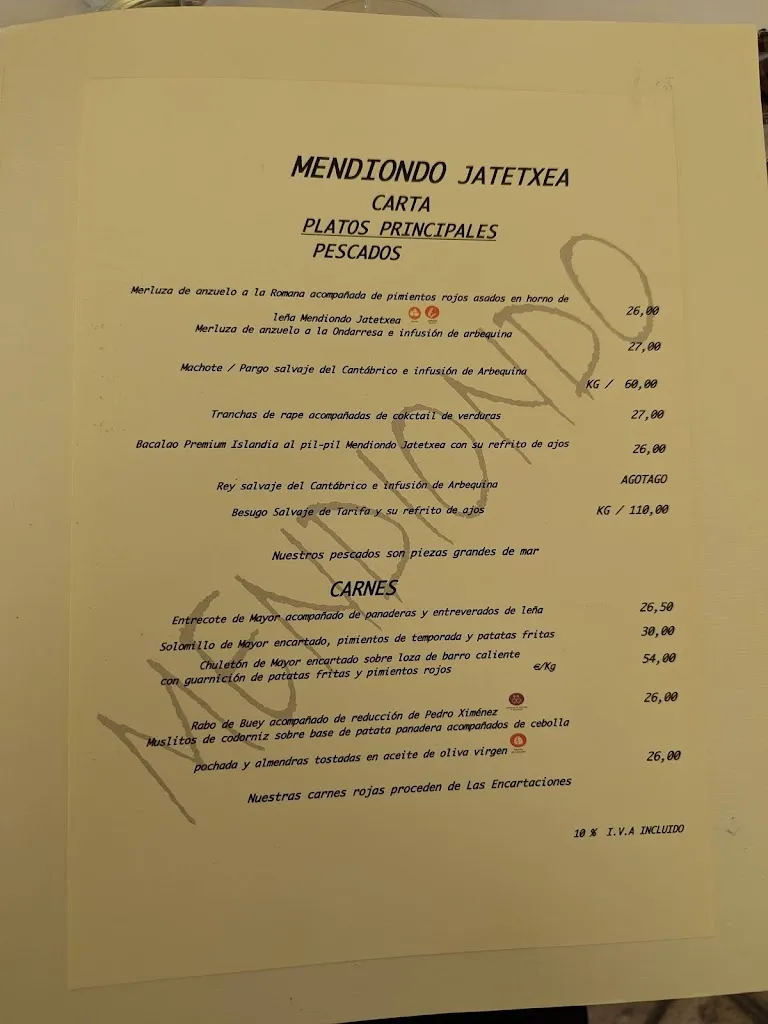 MENDIONDO JATETXEA
CARTA
PLATOS PRINCIPALES
PESCADOS
Merluza de anzuelo a la Romana acompañada de pimientos rojos asados en horno de
leña Mendiondo Jatetxea 26,00
Merluza de anzuelo a la Ondarresa e infusión de arbequina
27,00
Machote / Pargo salvaje del Cantábrico e infusión de Arbequina
KG / 60,00
Tranchas de rape acompañadas de cokctail de verduras 27,00
Bacalao Premium Islandia al pil-pil Mendiondo Jatetxea con su refrito de ajos 26,00
Rey salvaje del Cantábrico e infusión de Arbequina AGOTAGO
Besugo Salvaje de Tarifa y su refrito de ajos KG / 110,00
Nuestros pescados son piezas grandes de mar
CARNES
Entrecote de Mayor acompañado de panaderas y entreverados de leña 26,50
Solomillo de Mayor encartado, pimientos de temporada y patatas fritas 30,00
Chuletón de Mayor encartado sobre loza de barro caliente
con guarnición de patatas fritas y pimientos rojos €/Kg 54,00
Rabo de Buey acompañado de reducción de Pedro Ximénez 26,00
Muslitos de codorniz sobre base de patata panadera acompañados de cebolla
pochada y almendras tostadas en aceite de oliva virgen 26,00
Nuestras carnes rojas proceden de Las Encartaciones
10 % I.V.A INCLUIDO
MENDIONDO